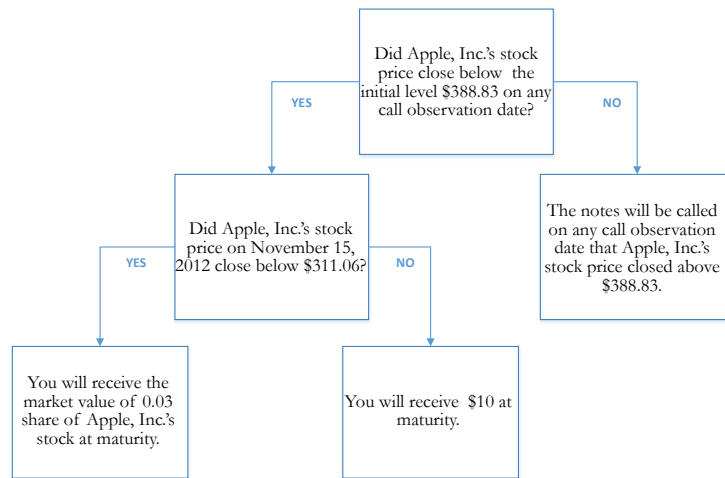 Did Apple, Inc.'s stock
price close below the
initial level $388.83 on any
call observation date?
YES
NO
Did Apple, Inc.'s stock
price on November 15,
2012 close below $311.06?
The notes will be called
on any call observation
date that Apple, Inc.'s
stock price closed above
$388.83.
YES
NO
You will receive the
market value of 0.03
share of Apple, Inc.'s
stock at maturity.
You will receive $10 at
maturity.